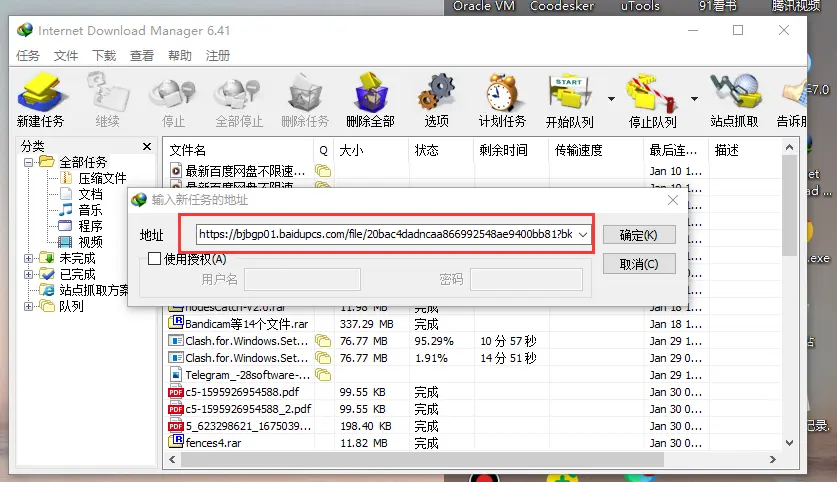 Oracle VM Coodesker uTools 91看书 腾讯视频
Internet Download Manager 6.41
任务 文件 下载 查看 帮助 注册
新建任务 继续 停止 全部停止 删除任务 删除全部 选项 计划任务 开始队列 停止队列 站点抓取 告诉朋
分类
全部任务
压缩文件
文档
音乐
程序
视频
未完成
已完成
站点抓取方案
队列
文件名 Q 大小 状态 剩余时间 传输速度 最后连... 描述
最新百度网盘不限速... Jan 10 1...
最新百度网盘不限速... Jan 10 1...
输入新任务的地址
地址 https://bjbgp01.baidupcs.com/file/20bac4dadncaa866992548ae9400bb81?bk 确定(K)
使用授权(A) 取消(C)
用户名 密码
nodesCatch-V2.0.rar 11.98 MB 完成 Jan 18 1...
Bandicam等14个文件.rar 337.29 MB 完成 Jan 18 1...
Clash.for.Windows.Set... 76.77 MB 95.29% 10 分 57 秒 Jan 29 0...
Clash.for.Windows.Set... 76.77 MB 1.91% 14 分 51 秒 Jan 29 1...
Telegram_-28software-... Jan 29 1...
c5-1595926954588.pdf 99.55 KB 完成 Jan 30 0...
c5-1595926954588_2.pdf 99.55 KB 完成 Jan 30 0...
5_623298621_1675039... 198.40 KB 完成 Jan 30 0...
fences4.rar 11.82 MB 完成 Jan 30 0...
-7.0
et
ad ...
.exe
记录.